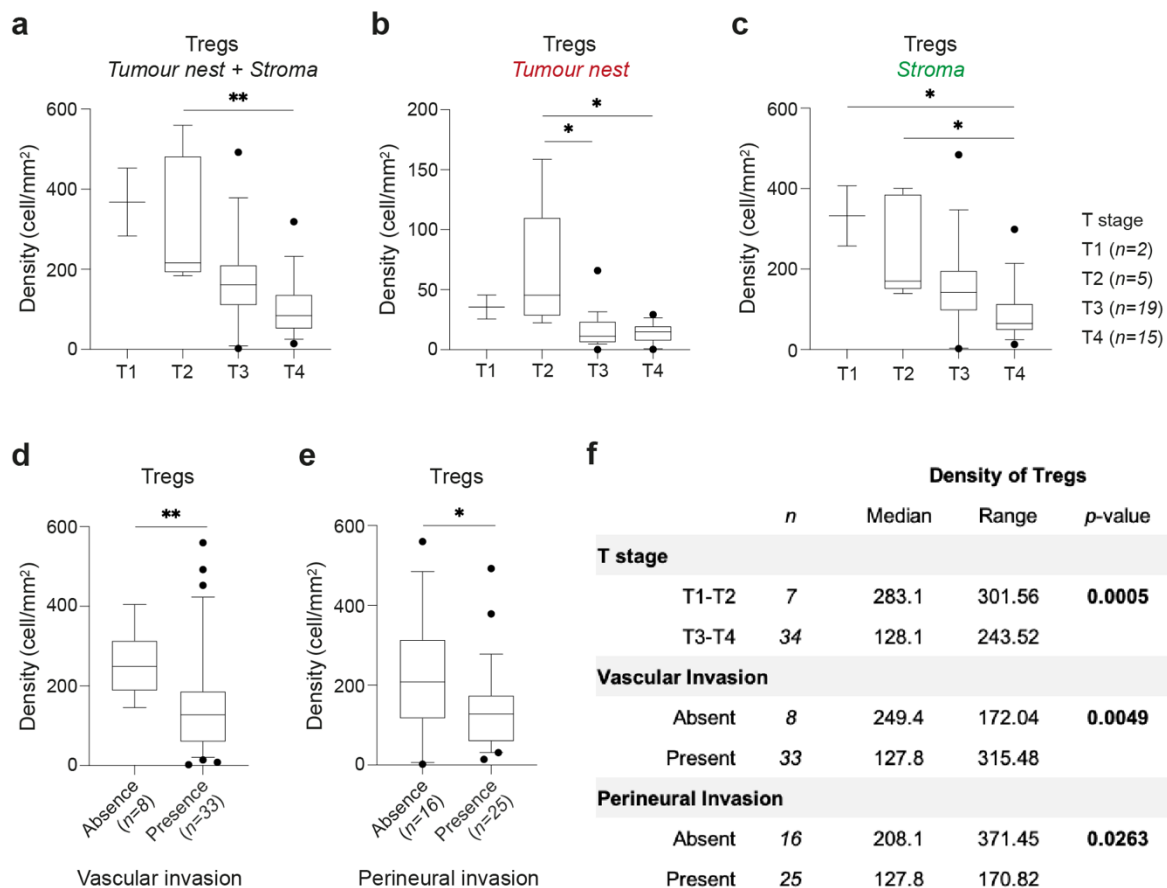 a
Tregs
Tumour nest + Stroma
Density (cell/mm²)
600
400
200
0
**
T1 T2 T3 T4
b
Tregs
Tumour nest
Density (cell/mm²)
200
150
100
50
0
*
*
T1 T2 T3 T4
c
Tregs
Stroma
Density (cell/mm²)
600
400
200
0
*
*
T1 T2 T3 T4
T stage
T1 (n=2)
T2 (n=5)
T3 (n=19)
T4 (n=15)
d
Tregs
Density (cell/mm²)
600
400
200
0
**
Absence
(n=8)
Presence
(n=33)
Vascular invasion
e
Tregs
Density (cell/mm²)
600
400
200
0
*
Absence
(n=16)
Presence
(n=25)
Perineural invasion
f
Density of Tregs
n Median Range p-value
T stage
T1-T2 7 283.1 301.56 0.0005
T3-T4 34 128.1 243.52
Vascular Invasion
Absent 8 249.4 172.04 0.0049
Present 33 127.8 315.48
Perineural Invasion
Absent 16 208.1 371.45 0.0263
Present 25 127.8 170.82